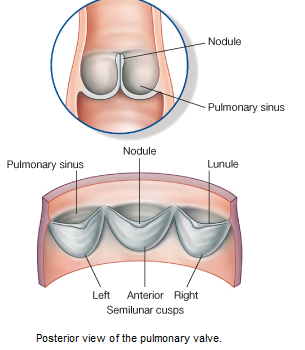 Nodule
Pulmonary sinus
Nodule
Pulmonary sinus
Lunule
Left Anterior Right
Semilunar cusps
Posterior view of the pulmonary valve.